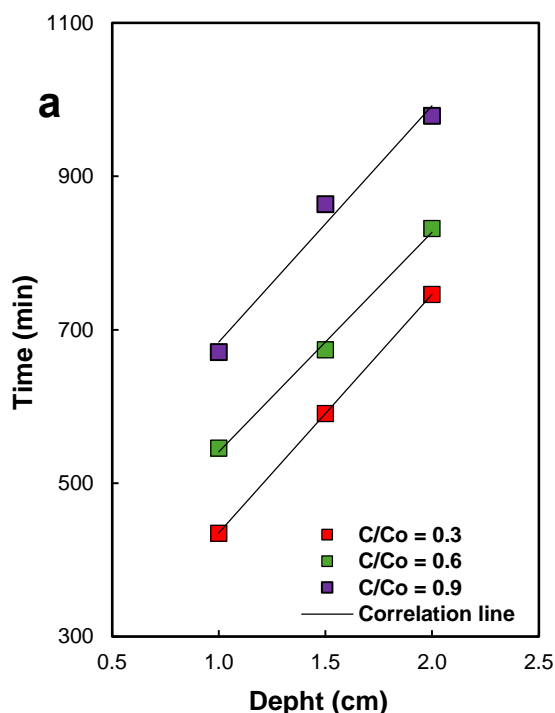 1100
a
900
Time (min)
700
500
C/Co = 0.3
C/Co = 0.6
C/Co = 0.9
Correlation line
300
0.5 1.0 1.5 2.0 2.5
Depht (cm)